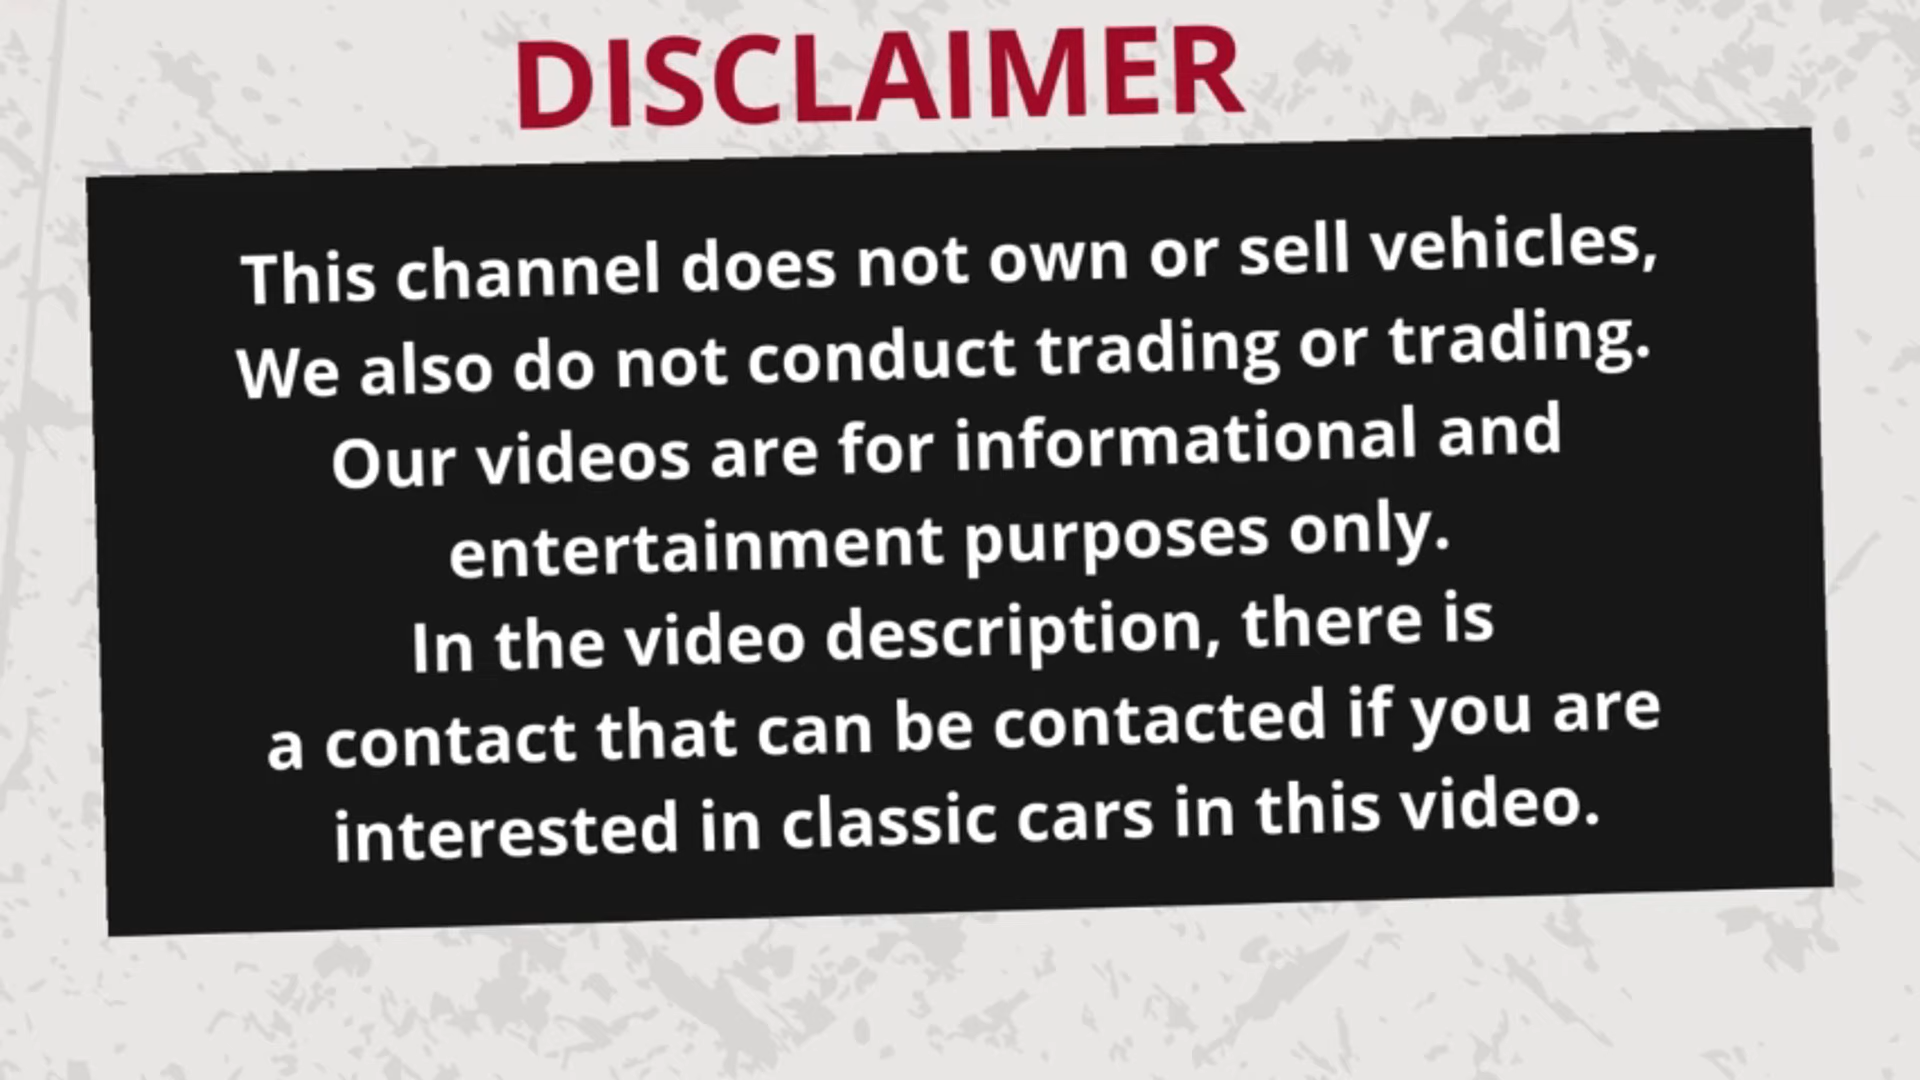 DISCLAIMER
This channel does not own or sell vehicles,
We also do not conduct trading or trading.
Our videos are for informational and
entertainment purposes only.
In the video description, there is
a contact that can be contacted if you are
interested in classic cars in this video.